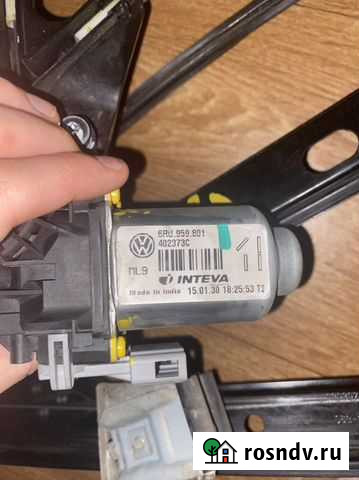 6RU.959.801
402373C
ML9
INTEVA
Made in India 15.01.30 18:25:53 T2
rosndv.ru